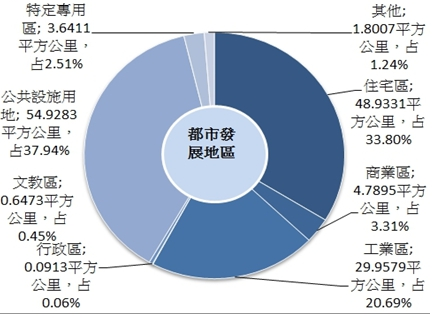 特定專用
區; 3.6411
平方公里，
占2.51%
其他;
1.8007平方
公里，占
1.24%
住宅區;
48.9331平
方公里，占
33.80%
商業區;
4.7895平方
公里，占
3.31%
工業區;
29.9579平
方公里，占
20.69%
行政區;
0.0913平方
公里，占
0.06%
文教區;
0.6473平方
公里，占
0.45%
公共設施用
地; 54.9283
平方公里，
占37.94%
都市發
展地區